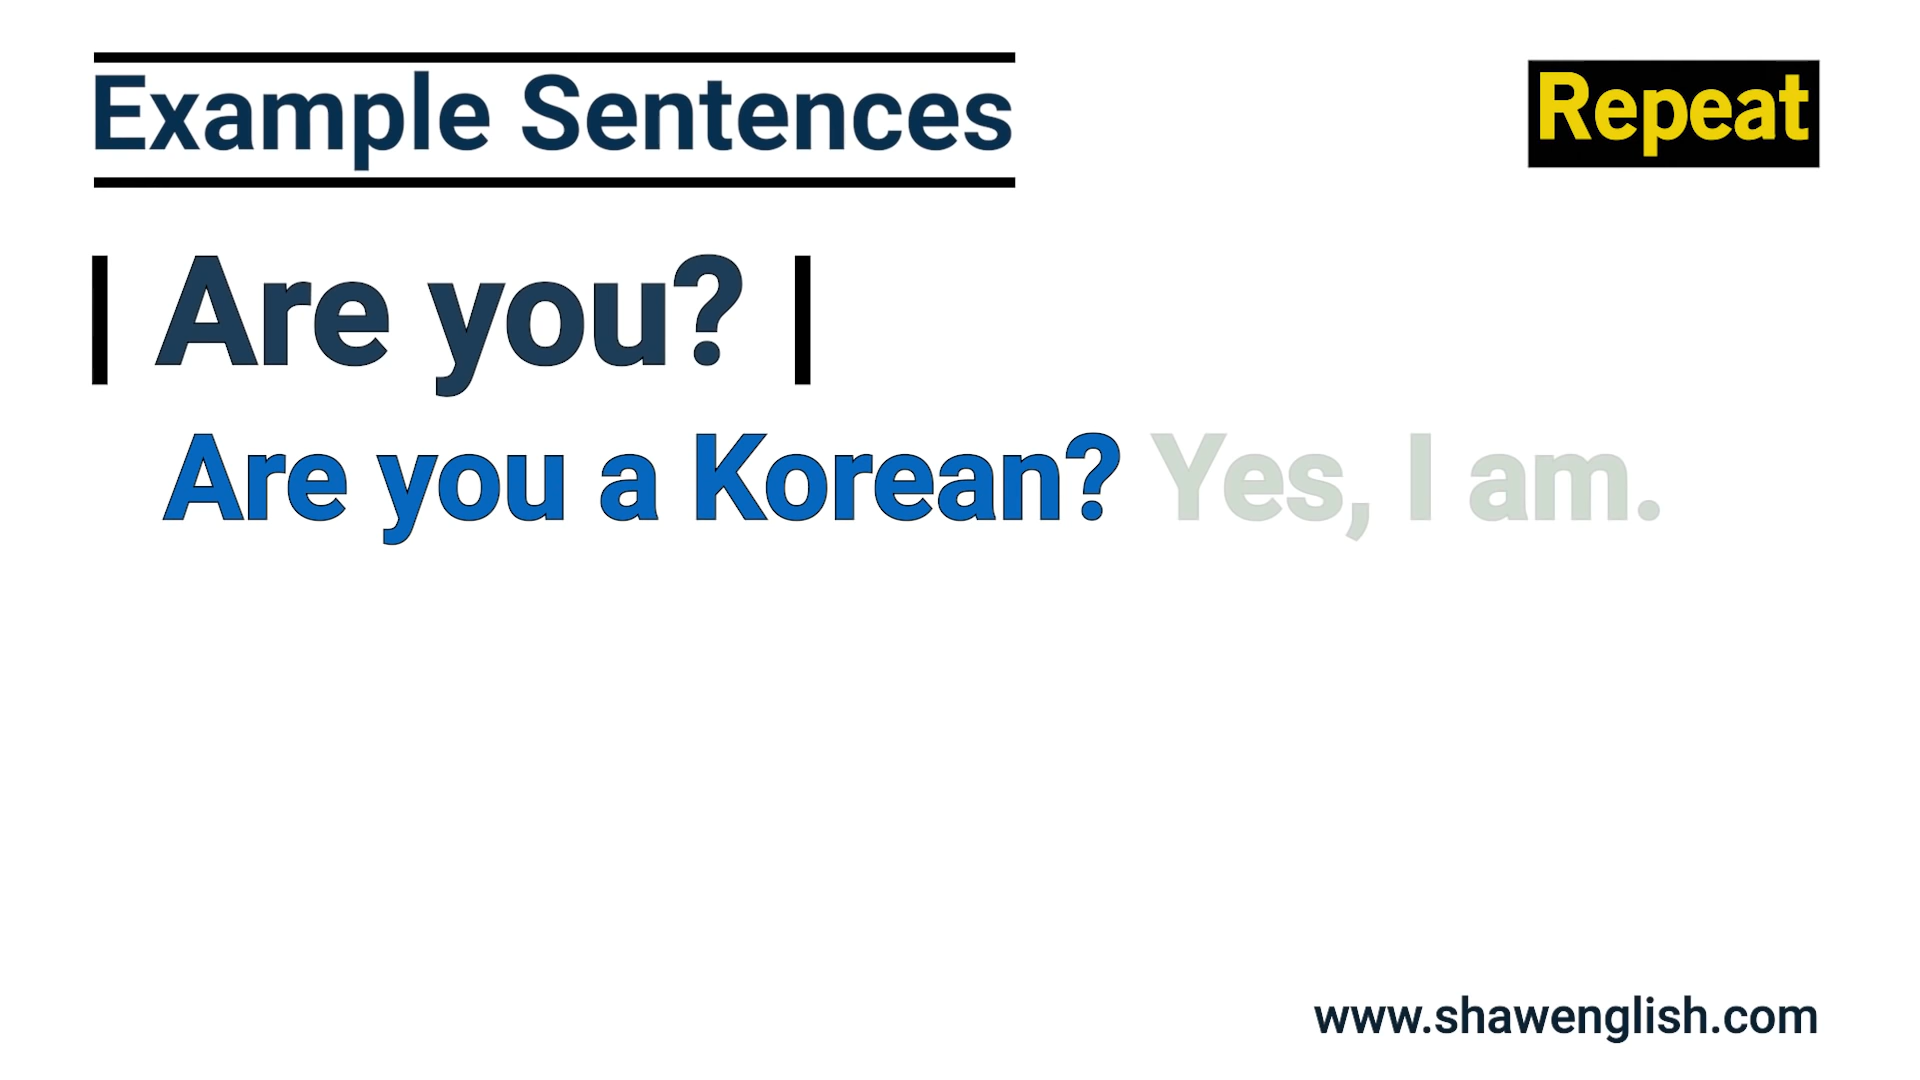 Example Sentences
Repeat
Are you?
Are you a Korean? Yes, I am.
www.shawenglish.com